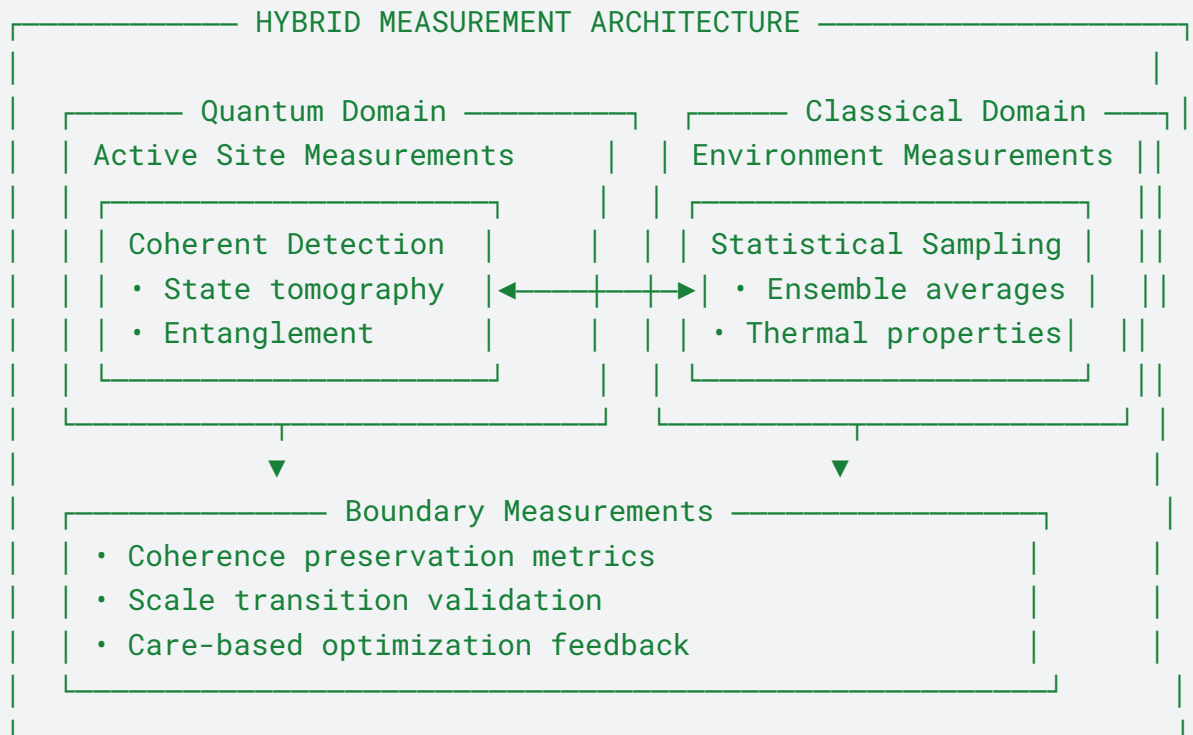 HYBRID MEASUREMENT ARCHITECTURE
Quantum Domain Classical Domain
Active Site Measurements Environment Measurements
Coherent Detection Statistical Sampling
• State tomography • Ensemble averages
• Entanglement • Thermal properties
Boundary Measurements
• Coherence preservation metrics
• Scale transition validation
• Care-based optimization feedback